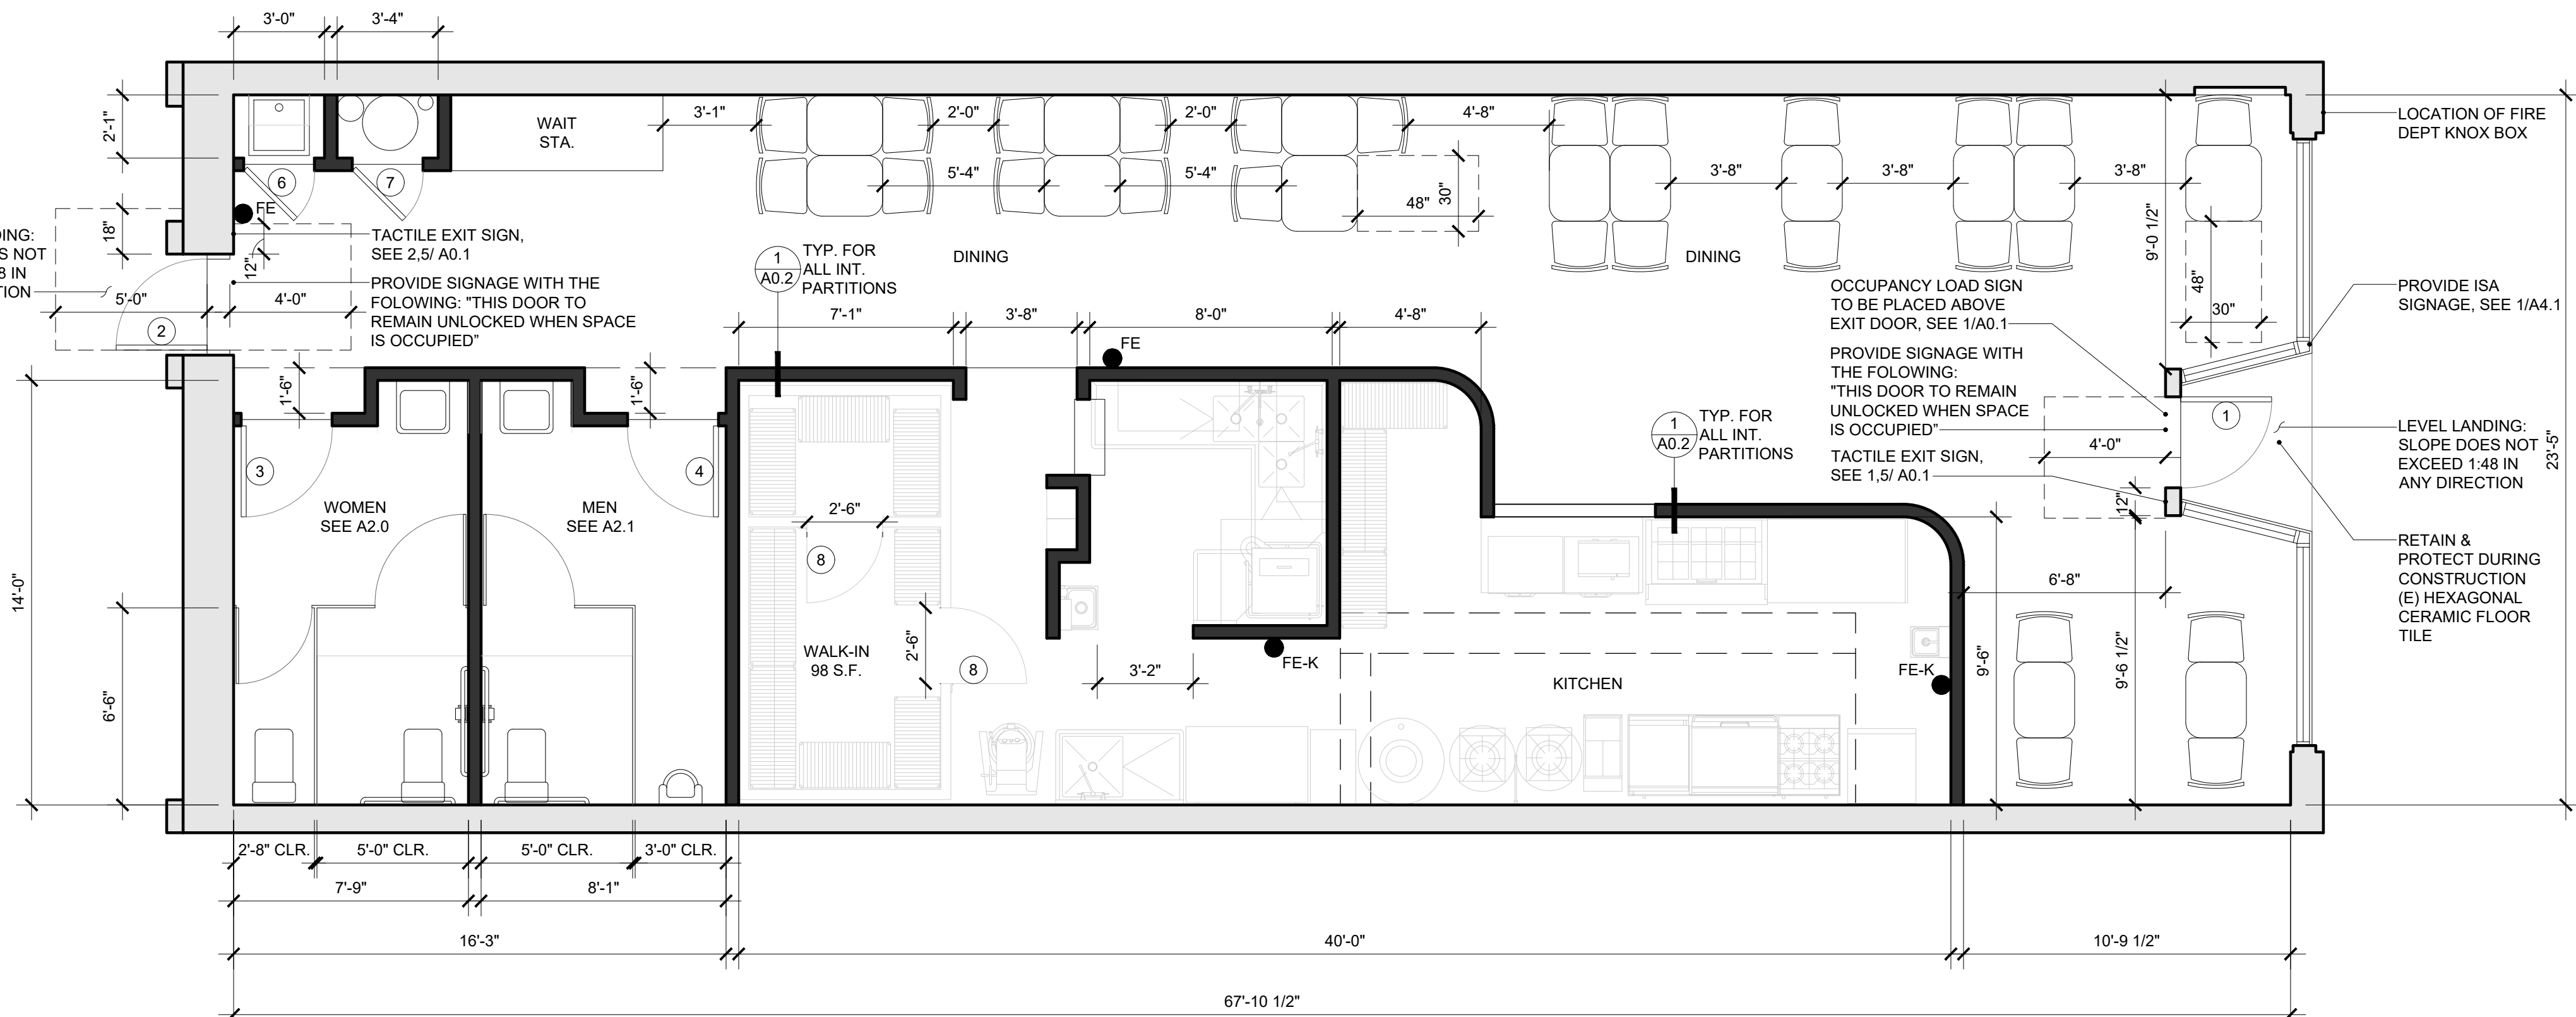 3'-0"
3'-4"
2'-1"
WAIT
STA.
3'-1"
2'-0"
2'-0"
4'-8"
5'-4"
5'-4"
48"
30"
3'-8"
3'-8"
3'-8"
9'-0 1/2"
LOCATION OF FIRE
DEPT KNOX BOX
6
7
FE
18"
12"
DING:
S NOT
8 IN
TION
5'-0"
4'-0"
2
TACTILE EXIT SIGN,
SEE 2,5/ A0.1
PROVIDE SIGNAGE WITH THE
FOLOWING: "THIS DOOR TO
REMAIN UNLOCKED WHEN SPACE
IS OCCUPIED”
1
A0.2
TYP. FOR
ALL INT.
PARTITIONS
DINING
DINING
OCCUPANCY LOAD SIGN
TO BE PLACED ABOVE
EXIT DOOR, SEE 1/A0.1
48"
30"
PROVIDE ISA
SIGNAGE, SEE 1/A4.1
7'-1"
3'-8"
8'-0"
4'-8"
FE
PROVIDE SIGNAGE WITH
THE FOLOWING:
"THIS DOOR TO REMAIN
UNLOCKED WHEN SPACE
IS OCCUPIED”
TACTILE EXIT SIGN,
SEE 1,5/ A0.1
1
4'-0"
12"
LEVEL LANDING:
SLOPE DOES NOT
EXCEED 1:48 IN
ANY DIRECTION
23'-5"
1
A0.2
TYP. FOR
ALL INT.
PARTITIONS
1'-6"
1'-6"
3
4
WOMEN
SEE A2.0
MEN
SEE A2.1
2'-6"
8
RETAIN &
PROTECT DURING
CONSTRUCTION
(E) HEXAGONAL
CERAMIC FLOOR
TILE
14'-0"
6'-6"
WALK-IN
98 S.F.
2'-6"
8
3'-2"
FE-K
KITCHEN
FE-K
9'-6"
6'-8"
9'-6 1/2"
2'-8" CLR.
5'-0" CLR.
5'-0" CLR.
3'-0" CLR.
7'-9"
8'-1"
16'-3"
40'-0"
10'-9 1/2"
67'-10 1/2"